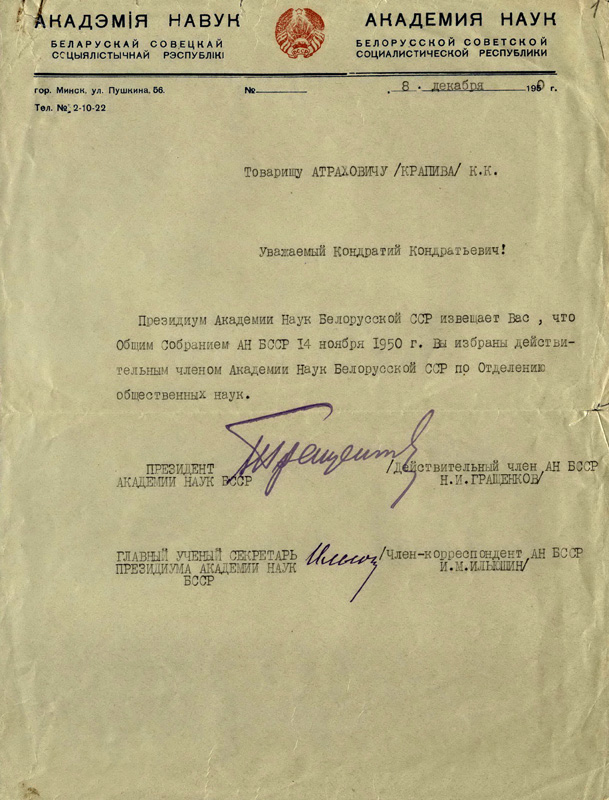 АКАДЭМІЯ НАВУК
БЕЛАРУСКАЙ СОВЕЦКАЙ
СОЦЫЯЛІСТЫЧНАЙ РЭСПУБЛІКІ
АКАДЕМИЯ НАУК
БЕЛОРУССКОЙ СОВЕТСКОЙ
СОЦИАЛИСТИЧЕСКОЙ РЕСПУБЛИКИ
1
гор. Минск, ул. Пушкина, 56.
Тел. № 2-10-22
№
8 . декабря 1950 г.
Товарищу АТРАХОВИЧУ /КРАПИВА/ К.К.
Уважаемый Кондратий Кондратьевич!
Президиум Академии Наук Белорусской ССР извещает Вас , что
Общим Собранием АН БССР 14 ноября 1950 г. Вы избраны действи-
тельным членом Академии Наук Белорусской ССР по Отделению
общественных наук.
ПРЕЗИДЕНТ
АКАДЕМИИ НАУК БССР
/Действительный член АН БССР
Н.И.ГРАЩЕНКОВ/
ГЛАВНЫЙ УЧЕНЫЙ СЕКРЕТАРЬ
ПРЕЗИДИУМА АКАДЕМИИ НАУК
БССР
/Член-корреспондент АН БССР
И.М.ИЛЬЮШИН/